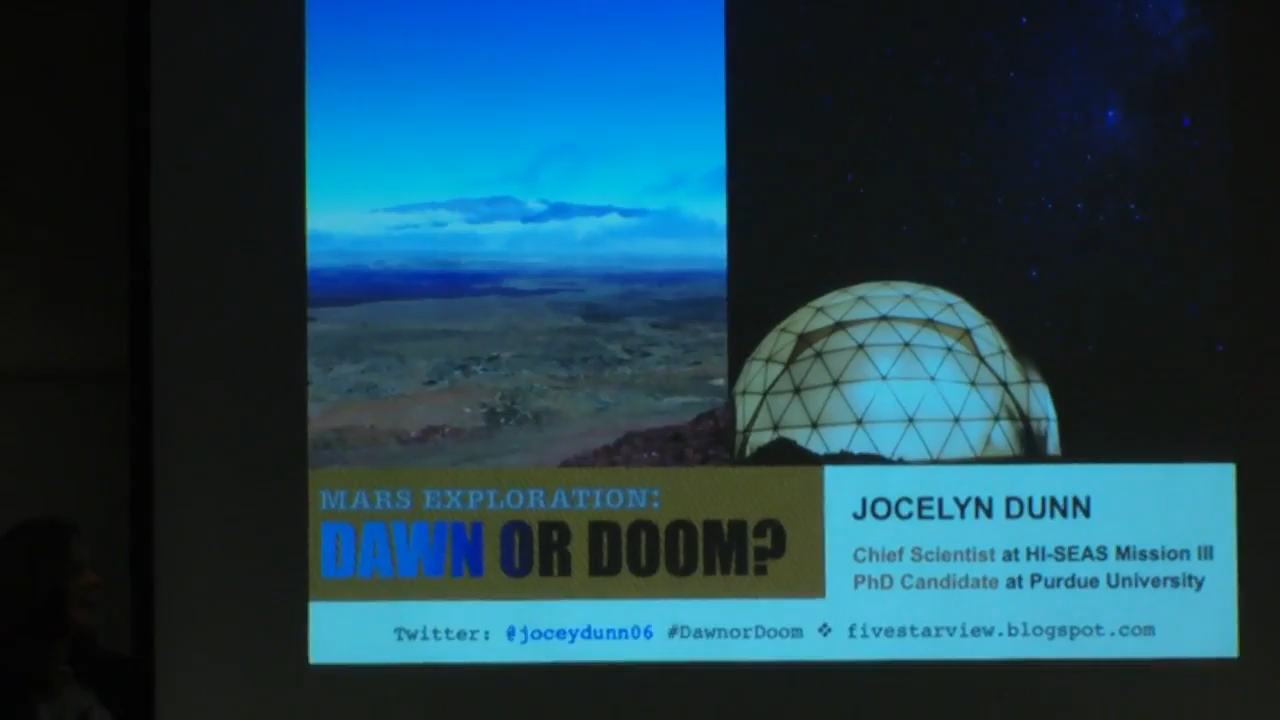 MARS EXPLORATION:
DAWN OR DOOM?
JOCELYN DUNN
Chief Scientist at HI-SEAS Mission III
PhD Candidate at Purdue University
Twitter: @joceydunn06 #DawnorDoom ❖ fivestarview.blogspot.com